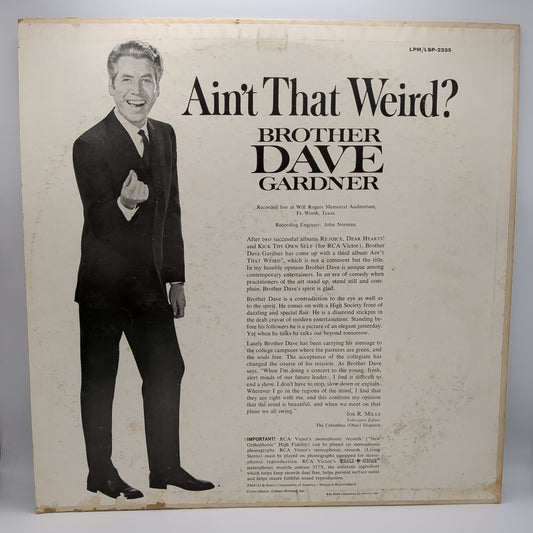 LPM/LSP-2335
Ain't That Weird?
BROTHER
DAVE
GARDNER
Recorded live at Will Rogers Memorial Auditorium,
Ft. Worth, Texas.
Recording Engineer: John Norman.
After two successful albums REJOICE, DEAR HEARTS!
and KICK THY OWN SELF (for RCA Victor), Brother
Dave Gardner has come up with a third album AIN'T
THAT WEIRD?, which is not a comment but the title.
In my humble opinion Brother Dave is unique among
contemporary entertainers. In an era of comedy when
practitioners of the art stand up, stand still and com-
plain, Brother Dave's spirit is glad.
Brother Dave is a contradiction to the eye as well as
to the spirit. He comes on with a High Society front of
dazzling and special flair. He is a diamond stickpin in
the drab cravat of modern entertainment. Standing be-
fore his followers he is a picture of an elegant yesterday.
Yet when he talks he talks out beyond tomorrow.
Lately Brother Dave has been carrying his message to
the college campuses where the pastures are green, and
the souls free. The acceptance of the collegiate has
changed the course of his mission. As Brother Dave
says, "When I'm doing a concert to the young, fresh,
alert minds of our future leaders, I find it difficult to
end a show. I don't have to stop, slow down or explain.
Wherever I go in the regions of the mind, I find that
they are right with me, and this confirms my opinion
that the mind is beautiful, and when we meet on that
plane we all swing."
JOE R. MILLS
Television Editor
The Columbus (Ohio) Dispatch
(IMPORTANT! RCA Victor's monophonic records ("New
Orthophonic" High Fidelity) can be played on stereophonic
phonographs. RCA Victor's stereophonic records, (Living
Stereo) must be played on phonographs equipped for stereo-
phonic reproduction. RCA Victor's MIRACLE SURFACE
stereophonic records contain 317X, the antistatic ingredient
which helps keep records dust free, helps prevent surface noise
and helps insure faithful sound reproduction.)